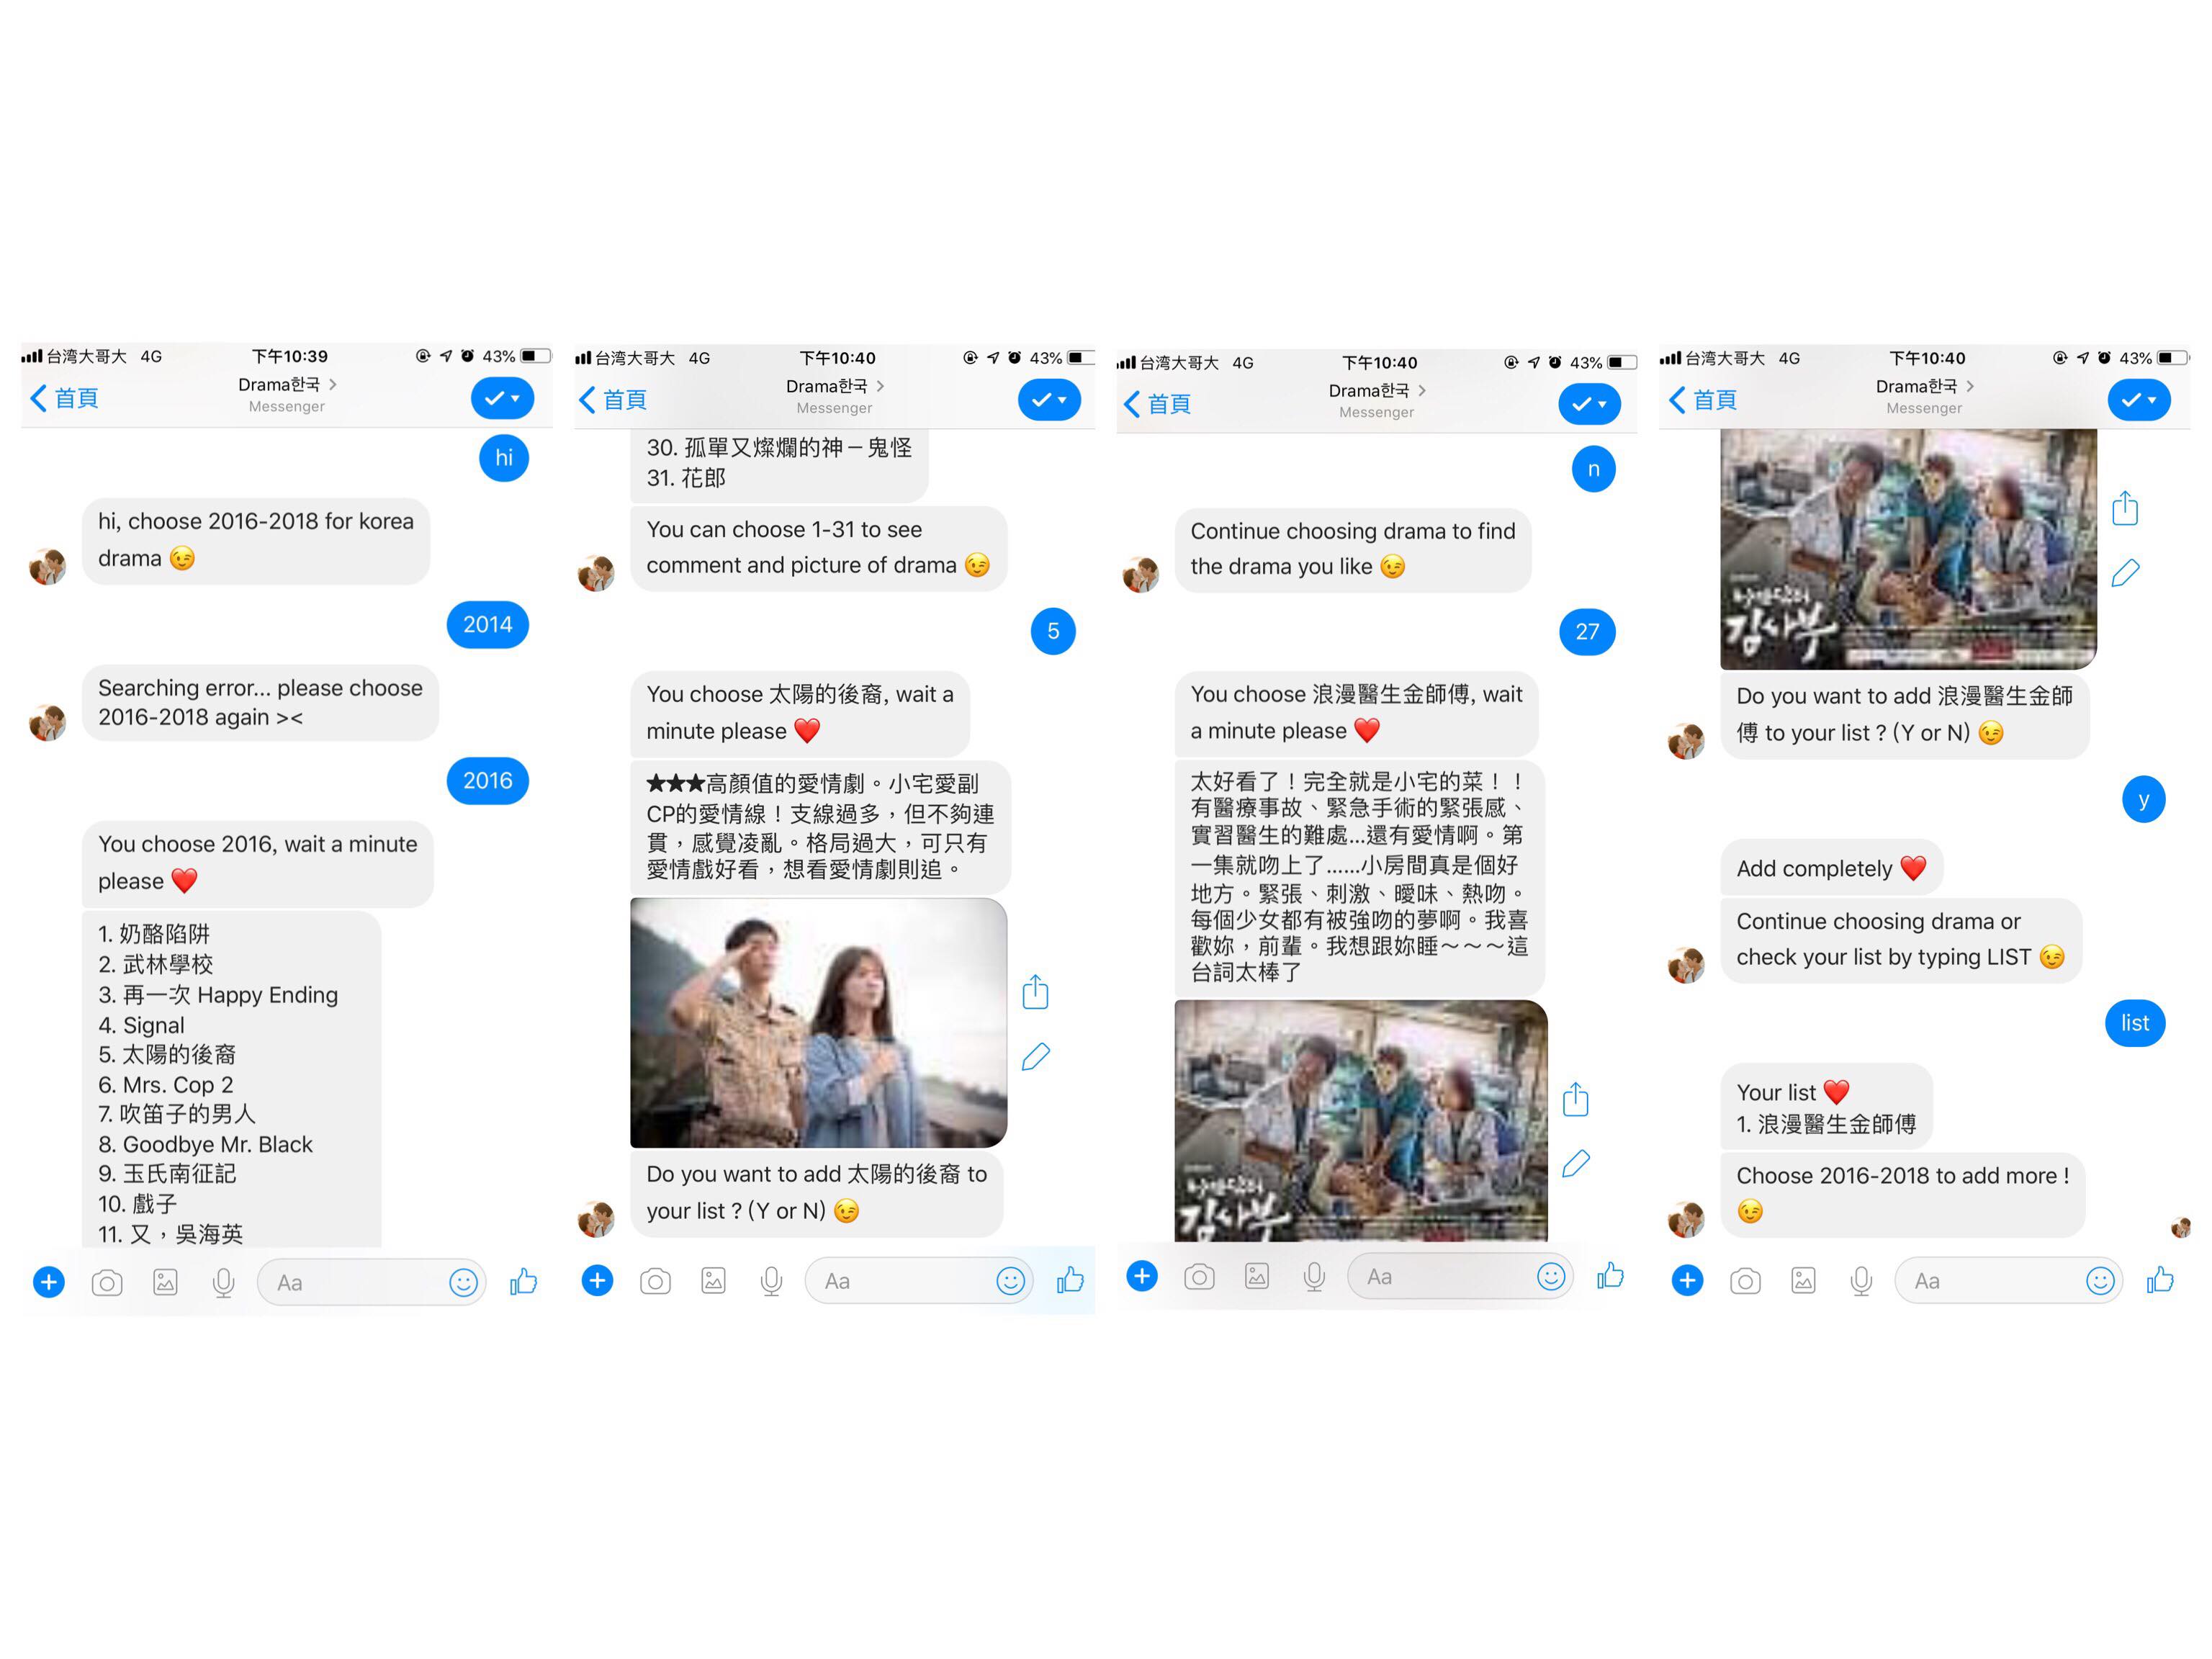 台湾大哥大 4G 下午10:39 43%
首頁
Drama한국
Messenger
hi
hi, choose 2016-2018 for korea
drama 😉
2014
Searching error... please choose
2016-2018 again ><
2016
You choose 2016, wait a minute
please ❤️
1. 奶酪陷阱
2. 武林學校
3. 再一次 Happy Ending
4. Signal
5. 太陽的後裔
6. Mrs. Cop 2
7. 吹笛子的男人
8. Goodbye Mr. Black
9. 玉氏南征記
10. 戲子
11. 又，吳海英
Aa
台湾大哥大 4G 下午10:40 43%
首頁
Drama한국
Messenger
30. 孤單又燦爛的神－鬼怪
31. 花郎
You can choose 1-31 to see
comment and picture of drama 😉
5
You choose 太陽的後裔, wait a
minute please ❤️
★★★高顏值的愛情劇。小宅愛副
CP的愛情線！支線過多，但不夠連
貫，感覺凌亂。格局過大，可只有
愛情戲好看，想看愛情劇則追。
Do you want to add 太陽的後裔 to
your list ? (Y or N) 😉
Aa
台湾大哥大 4G 下午10:40 43%
首頁
Drama한국
Messenger
n
Continue choosing drama to find
the drama you like 😉
27
You choose 浪漫醫生金師傅, wait
a minute please ❤️
太好看了！完全就是小宅的菜！！
有醫療事故、緊急手術的緊張感、
實習醫生的難處...還有愛情啊。第
一集就吻上了......小房間真是個好
地方。緊張、刺激、曖昧、熱吻。
每個少女都有被強吻的夢啊。我喜
歡妳，前輩。我想跟妳睡～～～這
台詞太棒了
김사부
Aa
台湾大哥大 4G 下午10:40 43%
首頁
Drama한국
Messenger
김사부
Do you want to add 浪漫醫生金師
傅 to your list ? (Y or N) 😉
y
Add completely ❤️
Continue choosing drama or
check your list by typing LIST 😉
list
Your list ❤️
1. 浪漫醫生金師傅
Choose 2016-2018 to add more !
😉
Aa